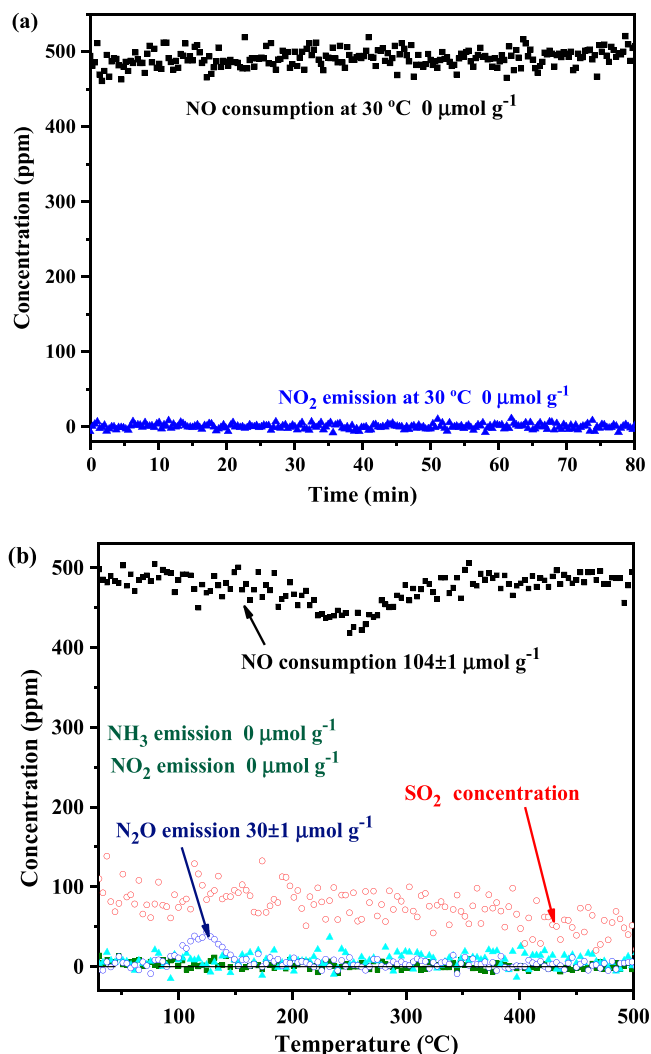 (a)
500
400
300
200
100
0
Concentration (ppm)
NO consumption at 30 ºC 0 μmol g⁻¹
NO₂ emission at 30 ºC 0 μmol g⁻¹
0 10 20 30 40 50 60 70 80
Time (min)
(b)
500
400
300
200
100
0
Concentration (ppm)
NO consumption 104±1 μmol g⁻¹
NH₃ emission 0 μmol g⁻¹
NO₂ emission 0 μmol g⁻¹
SO₂ concentration
N₂O emission 30±1 μmol g⁻¹
100 200 300 400 500
Temperature (℃)